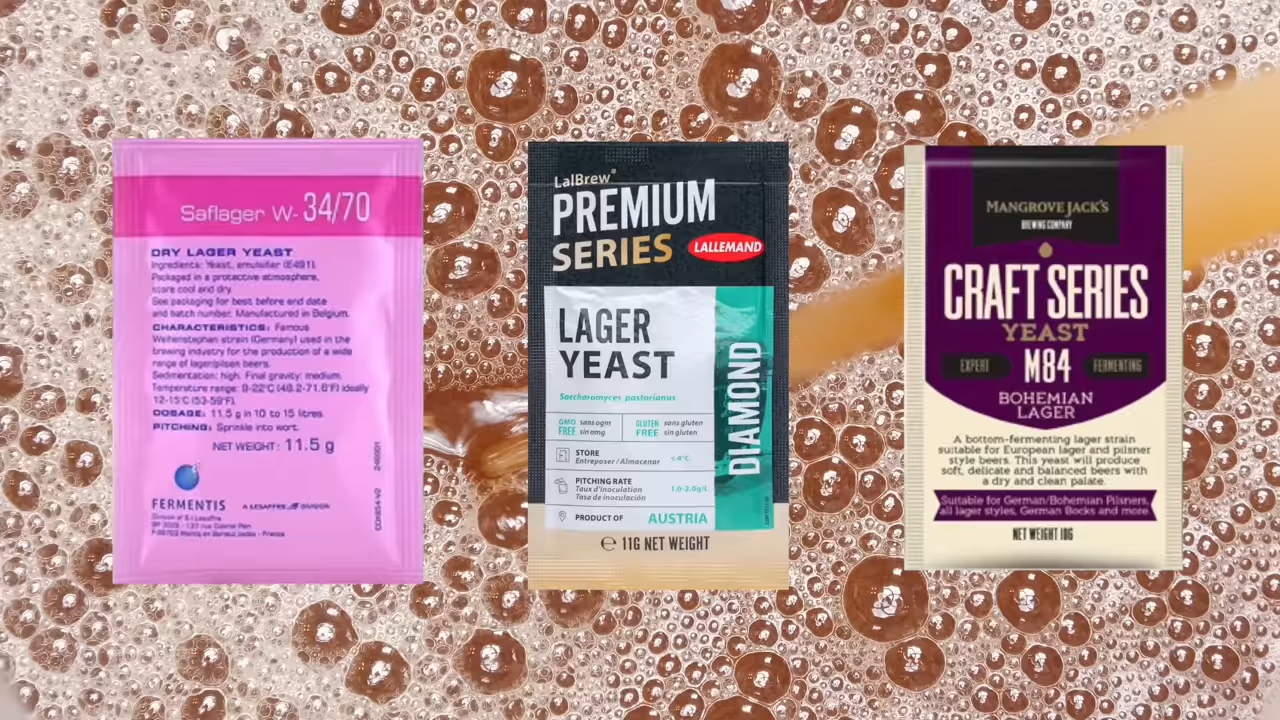 Saflager W- 34/70
DRY LAGER YEAST
Ingredients: Yeast, emulsifier (E491).
Packaged in a protective atmosphere,
store cool and dry.
See packaging for best before end date
and batch number. Manufactured in Belgium.
CHARACTERISTICS: Famous
Weihenstephan strain (Germany) used in the
brewing industry for the production of a wide
range of lager/pilsen beers.
Sedimentation: high. Final gravity: medium.
Temperature range: 9-22°C (48.2-71.6°F) ideally
12-15°C (53-59°F).
DOSAGE: 11.5 g in 10 to 15 litres.
PITCHING: Sprinkle into wort.
NET WEIGHT: 11.5 g
FERMENTIS
A LESAFFRE DIVISION
LalBrew®
PREMIUM
SERIES
LALLEMAND
LAGER
YEAST
Saccharomyces pastorianus
DIAMOND
GMO FREE sans ogm sin omg
GLUTEN FREE sans gluten sin gluten
STORE
Entreposer / Almacenar
<4°C
PITCHING RATE
Taux d'inoculation
Tasa de inoculación
1.0-2.0g/L
PRODUCT OF AUSTRIA
℮ 11G NET WEIGHT
MANGROVE JACK'S
BREWING COMPANY
CRAFT SERIES
YEAST
EXPERT M84 FERMENTING
BOHEMIAN
LAGER
A bottom-fermenting lager strain
suitable for European lager and pilsner
style beers. This yeast will produce
soft, delicate and balanced beers with
a dry and clean palate.
Suitable for German/Bohemian Pilsners,
all lager styles, German Bocks and more
NET WEIGHT 10G